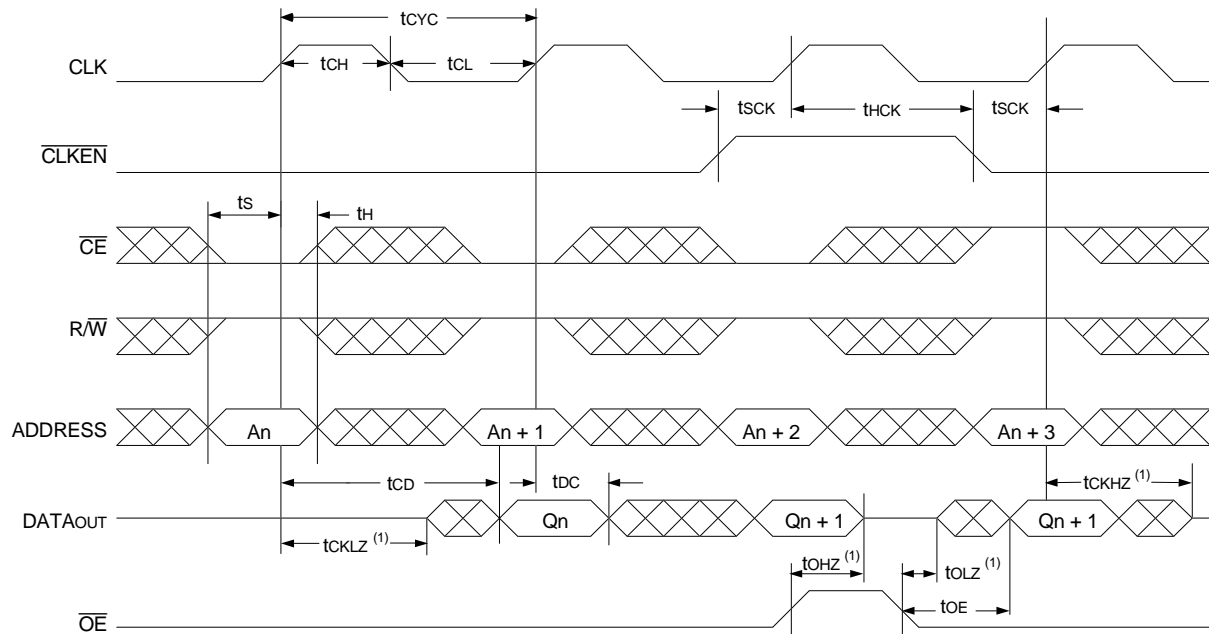 tCYC
CLK
tCH
tCL
tSCK
tHCK
tSCK
CLKEN
tS
tH
CE
R/W
ADDRESS
An
An + 1
An + 2
An + 3
tCD
tDC
tCKHZ (1)
DATAOUT
Qn
Qn + 1
Qn + 1
tCKLZ (1)
tOHZ (1)
tOLZ (1)
tOE
OE